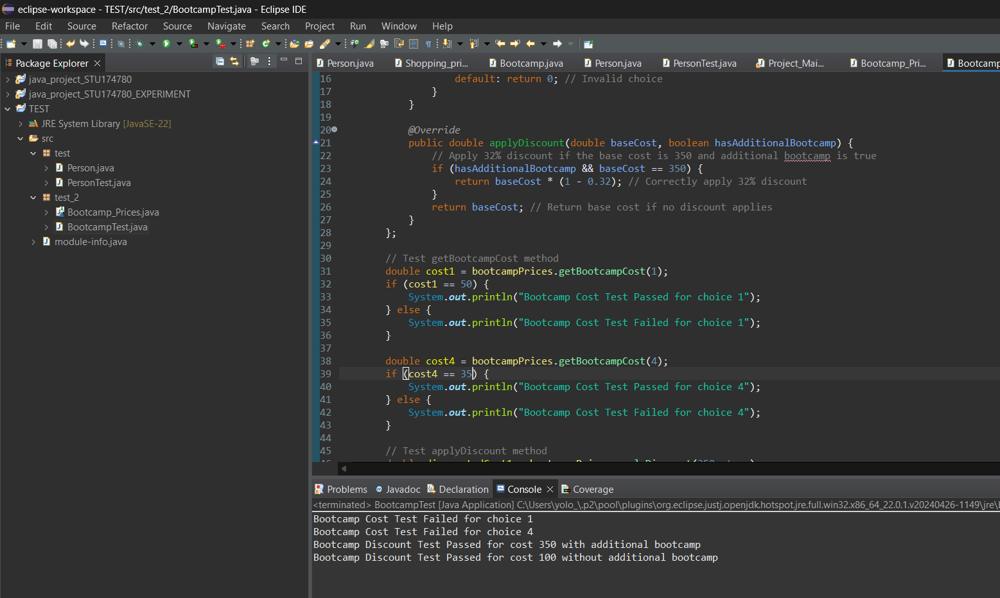 eclipse-workspace - TEST/src/test_2/BootcampTest.java - Eclipse IDE
File Edit Source Refactor Source Navigate Search Project Run Window Help
Package Explorer
java_project_STU174780
java_project_STU174780_EXPERIMENT
TEST
JRE System Library [JavaSE-22]
src
test
Person.java
PersonTest.java
test_2
Bootcamp_Prices.java
BootcampTest.java
module-info.java
Person.java Shopping_pri... Bootcamp.java Person.java PersonTest.java Project_Mai... Bootcamp_Pri... Bootcamp
16 default: return 0; // Invalid choice
17 }
18 }
19
20 @Override
21 public double applyDiscount(double baseCost, boolean hasAdditionalBootcamp) {
22 // Apply 32% discount if the base cost is 350 and additional bootcamp is true
23 if (hasAdditionalBootcamp && baseCost == 350) {
24 return baseCost * (1 - 0.32); // Correctly apply 32% discount
25 }
26 return baseCost; // Return base cost if no discount applies
27 }
28 };
29
30 // Test getBootcampCost method
31 double cost1 = bootcampPrices.getBootcampCost(1);
32 if (cost1 == 50) {
33 System.out.println("Bootcamp Cost Test Passed for choice 1");
34 } else {
35 System.out.println("Bootcamp Cost Test Failed for choice 1");
36 }
37
38 double cost4 = bootcampPrices.getBootcampCost(4);
39 if (cost4 == 35) {
40 System.out.println("Bootcamp Cost Test Passed for choice 4");
41 } else {
42 System.out.println("Bootcamp Cost Test Failed for choice 4");
43 }
44
45 // Test applyDiscount method
Problems Javadoc Declaration Console Coverage
<terminated> BootcampTest [Java Application] C:\Users\yolo_\.p2\pool\plugins\org.eclipse.justj.openjdk.hotspot.jre.full.win32.x86_64_22.0.1.v20240426-1149\jre\
Bootcamp Cost Test Failed for choice 1
Bootcamp Cost Test Failed for choice 4
Bootcamp Discount Test Passed for cost 350 with additional bootcamp
Bootcamp Discount Test Passed for cost 100 without additional bootcamp